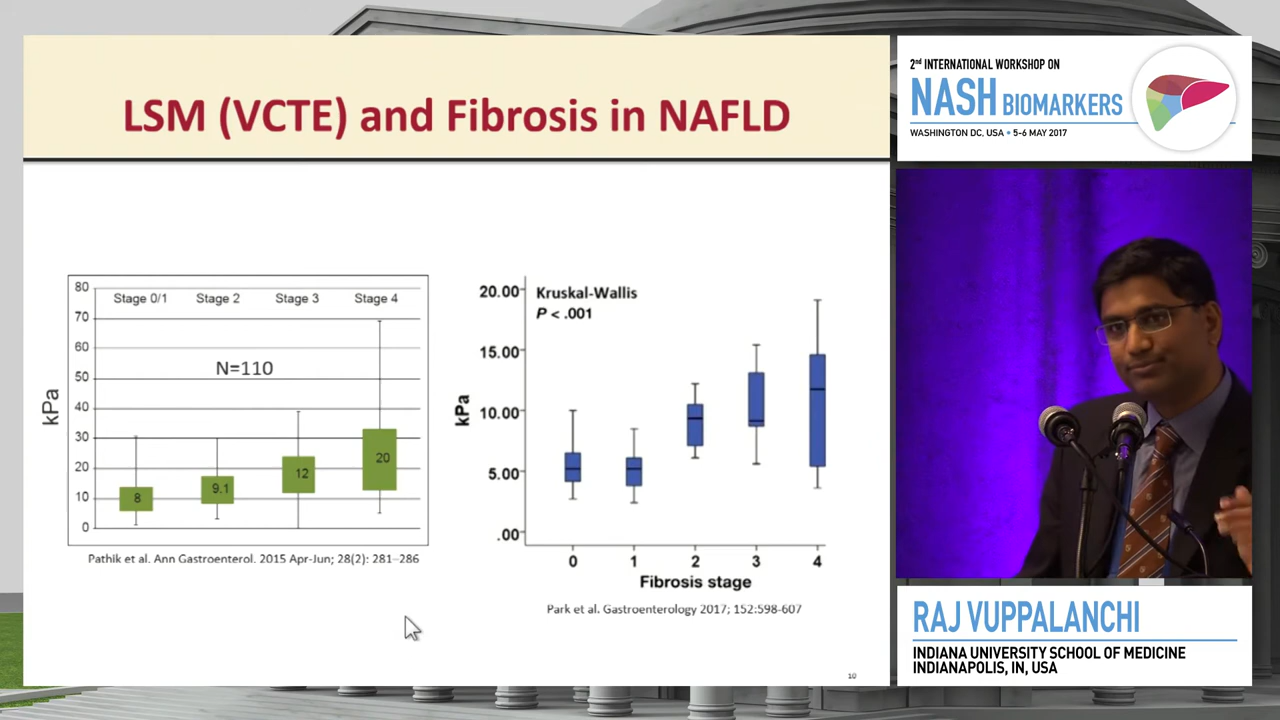 LSM (VCTE) and Fibrosis in NAFLD
80
70
60
50
40
30
20
10
0
kPa
Stage 0/1 Stage 2 Stage 3 Stage 4
N=110
8
9.1
12
20
Pathik et al. Ann Gastroenterol. 2015 Apr-Jun; 28(2): 281–286
20.00
15.00
10.00
5.00
.00
kPa
Kruskal-Wallis
P < .001
0 1 2 3 4
Fibrosis stage
Park et al. Gastroenterology 2017; 152:598-607
10
2nd INTERNATIONAL WORKSHOP ON
NASH BIOMARKERS
WASHINGTON DC, USA • 5-6 MAY 2017
RAJ VUPPALANCHI
INDIANA UNIVERSITY SCHOOL OF MEDICINE
INDIANAPOLIS, IN, USA